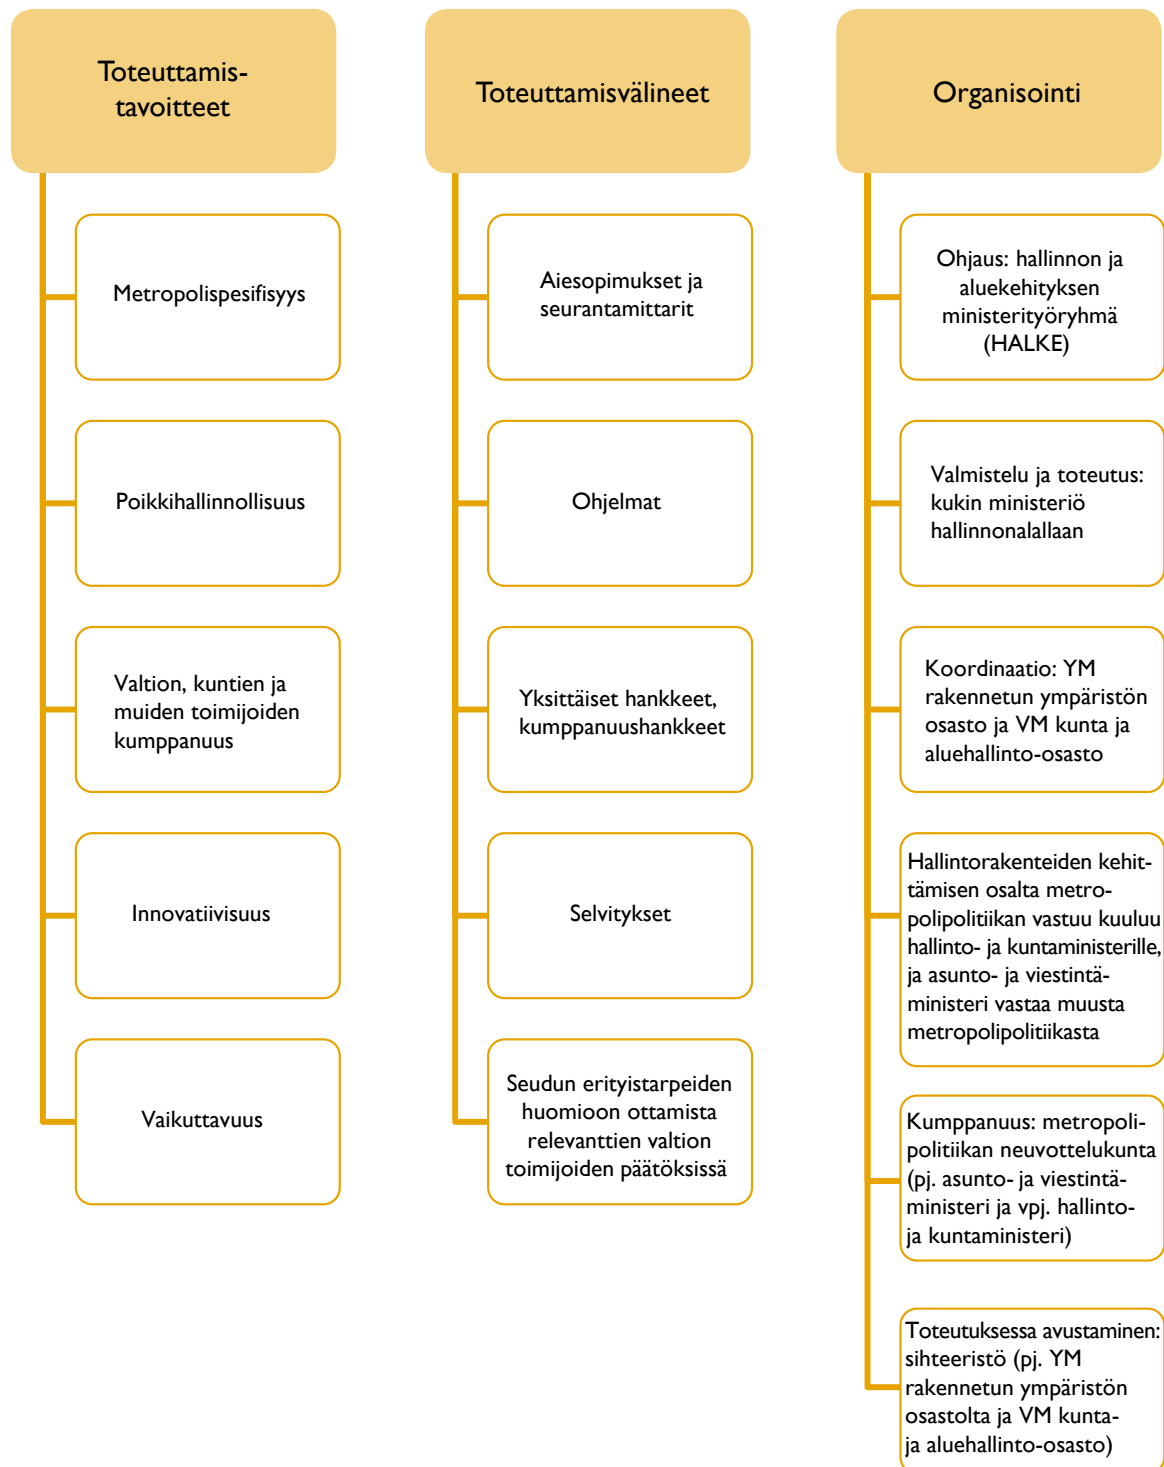 Toteuttamis-
tavoitteet
Metropolispesifisyys
Poikkihallinnollisuus
Valtion, kuntien ja
muiden toimijoiden
kumppanuus
Innovatiivisuus
Vaikuttavuus
Toteuttamisvälineet
Aiesopimukset ja
seurantamittarit
Ohjelmat
Yksittäiset hankkeet,
kumppanuushankkeet
Selvitykset
Seudun erityistarpeiden
huomioon ottamista
relevanttien valtion
toimijoiden päätöksissä
Organisointi
Ohjaus: hallinnon ja
aluekehityksen
ministerityöryhmä
(HALKE)
Valmistelu ja toteutus:
kukin ministeriö
hallinnonalallaan
Koordinaatio: YM
rakennetun ympäristön
osasto ja VM kunta ja
aluehallinto-osasto
Hallintorakenteiden kehit-
tämisen osalta metro-
polipolitiikan vastuu kuuluu
hallinto- ja kuntaministerille,
ja asunto- ja viestintä-
ministeri vastaa muusta
metropolipolitiikasta
Kumppanuus: metropoli-
politiikan neuvottelukunta
(pj. asunto- ja viestintä-
ministeri ja vpj. hallinto-
ja kuntaministeri)
Toteutuksessa avustaminen:
sihteeristö (pj. YM
rakennetun ympäristön
osastolta ja VM kunta-
ja aluehallinto-osasto)